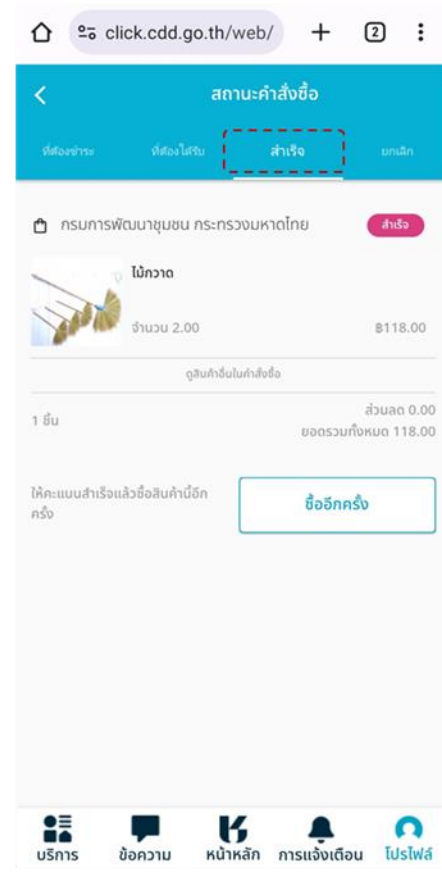 click.cdd.go.th/web/
2
สถานะคำสั่งซื้อ
ที่ต้องชำระ ที่ต้องได้รับ สำเร็จ ยกเลิก
กรมการพัฒนาชุมชน กระทรวงมหาดไทย สำเร็จ
ไม้กวาด
จำนวน 2.00 ฿118.00
ดูสินค้าอื่นในคำสั่งซื้อ
1 ชิ้น ส่วนลด 0.00
ยอดรวมทั้งหมด 118.00
ให้คะแนนสำเร็จแล้วซื้อสินค้านี้อีก
ครั้ง
ซื้ออีกครั้ง
บริการ ข้อความ หน้าหลัก การแจ้งเตือน โปรไฟล์